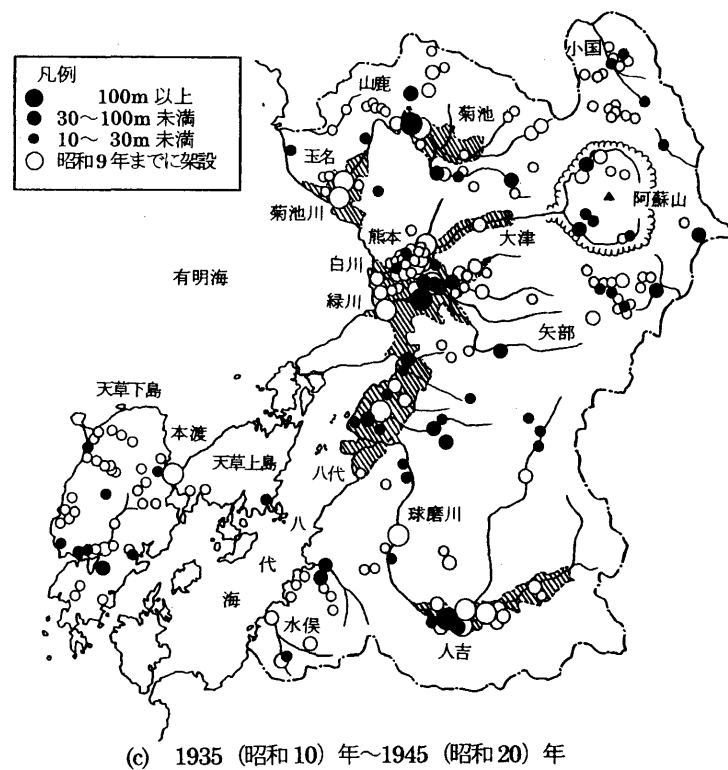 凡例
100m 以上
30～100m 未満
10～ 30m 未満
昭和9年までに架設
小国
山鹿
菊池
玉名
阿蘇山
菊池川
熊本
大津
白川
有明海
緑川
矢部
天草下島
本渡
天草上島
八代
球磨川
八
代
海
水俣
人吉
(c) 1935 (昭和10) 年～1945 (昭和20) 年